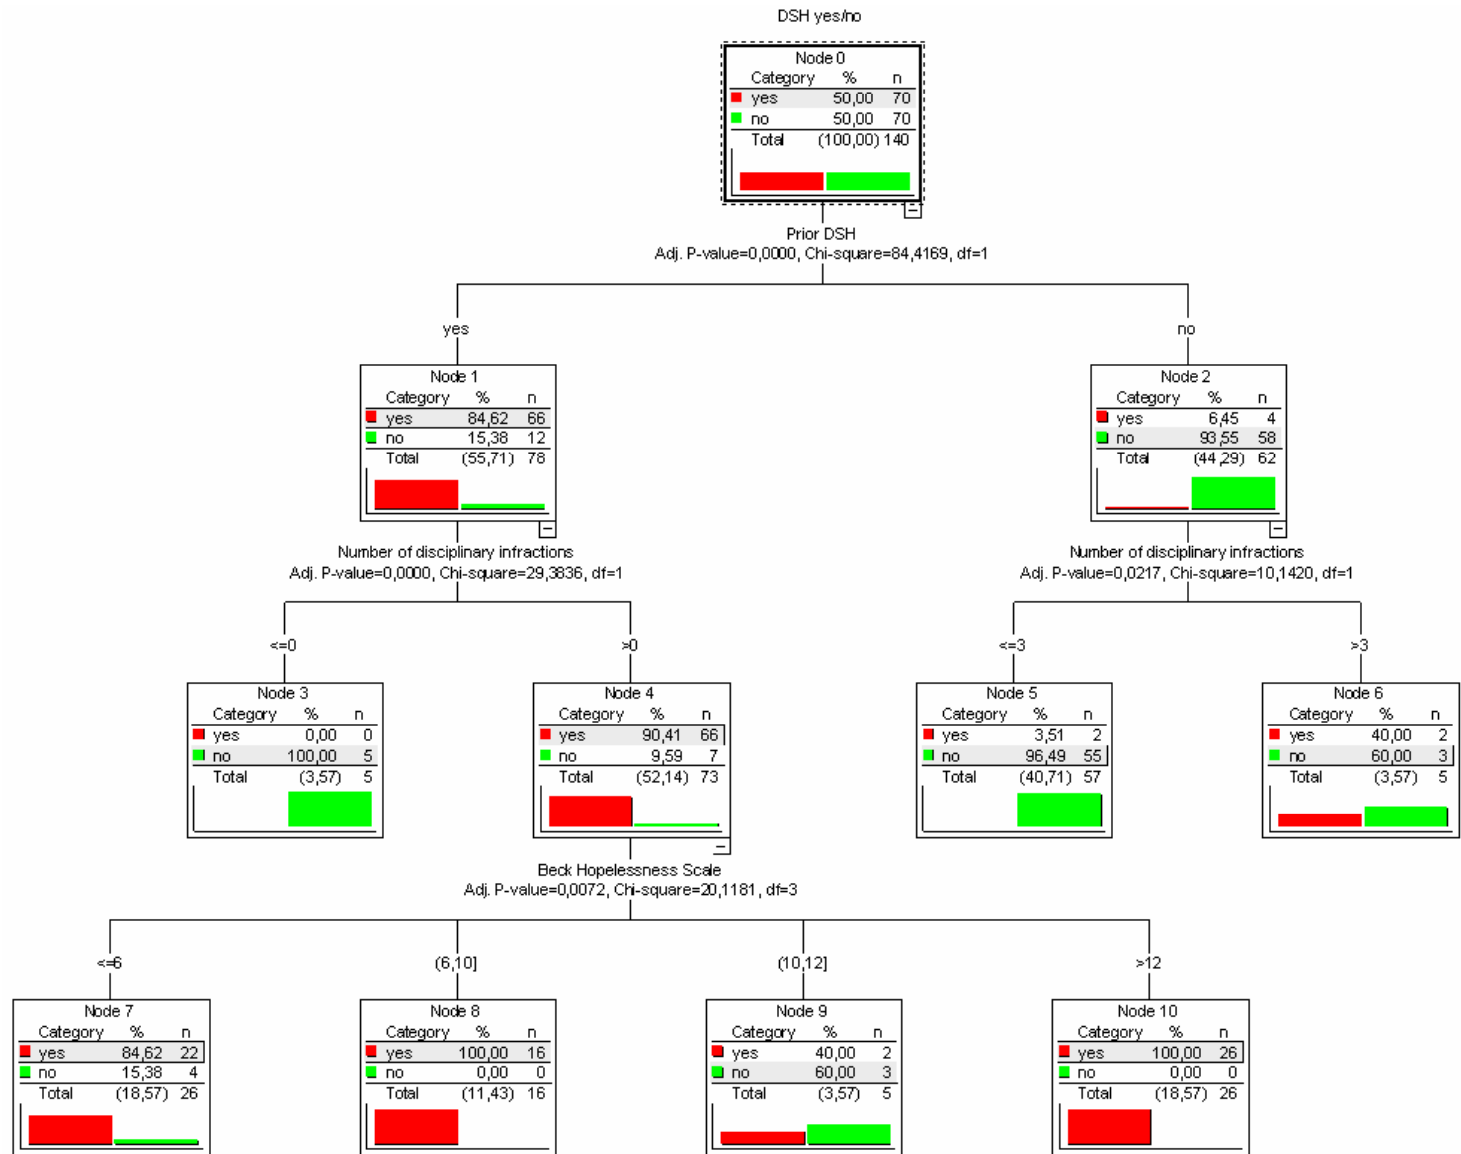 DSH yes/no
Node 0
Category % n
yes 50,00 70
no 50,00 70
Total (100,00) 140
Prior DSH
Adj. P-value=0,0000, Chi-square=84,4169, df=1
yes
no
Node 1
Category % n
yes 84,62 66
no 15,38 12
Total (55,71) 78
Node 2
Category % n
yes 6,45 4
no 93,55 58
Total (44,29) 62
Number of disciplinary infractions
Adj. P-value=0,0000, Chi-square=29,3836, df=1
Number of disciplinary infractions
Adj. P-value=0,0217, Chi-square=10,1420, df=1
<=0
>0
<=3
>3
Node 3
Category % n
yes 0,00 0
no 100,00 5
Total (3,57) 5
Node 4
Category % n
yes 90,41 66
no 9,59 7
Total (52,14) 73
Node 5
Category % n
yes 3,51 2
no 96,49 55
Total (40,71) 57
Node 6
Category % n
yes 40,00 2
no 60,00 3
Total (3,57) 5
Beck Hopelessness Scale
Adj. P-value=0,0072, Chi-square=20,1181, df=3
<=6
(6,10]
(10,12]
>12
Node 7
Category % n
yes 84,62 22
no 15,38 4
Total (18,57) 26
Node 8
Category % n
yes 100,00 16
no 0,00 0
Total (11,43) 16
Node 9
Category % n
yes 40,00 2
no 60,00 3
Total (3,57) 5
Node 10
Category % n
yes 100,00 26
no 0,00 0
Total (18,57) 26